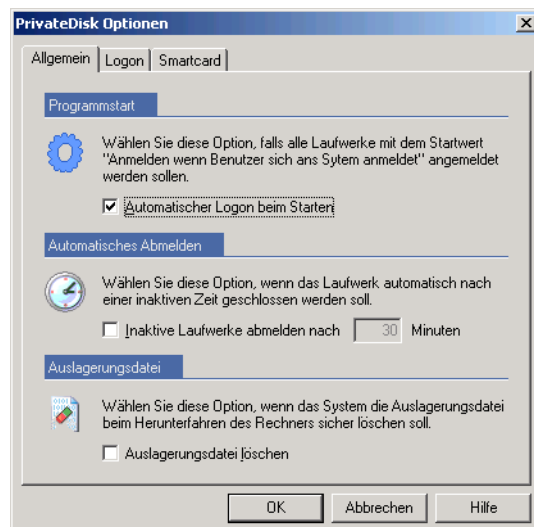 PrivateDisk Optionen
Allgemein Logon Smartcard
Programmstart
Wählen Sie diese Option, falls alle Laufwerke mit dem Startwert
"Anmelden wenn Benutzer sich ans Sytem anmeldet" angemeldet
werden sollen.
Automatischer Logon beim Starten
Automatisches Abmelden
Wählen Sie diese Option, wenn das Laufwerk automatisch nach
einer inaktiven Zeit geschlossen werden soll.
Inaktive Laufwerke abmelden nach 30 Minuten
Auslagerungsdatei
Wählen Sie diese Option, wenn das System die Auslagerungsdatei
beim Herunterfahren des Rechners sicher löschen soll.
Auslagerungsdatei löschen
OK Abbrechen Hilfe